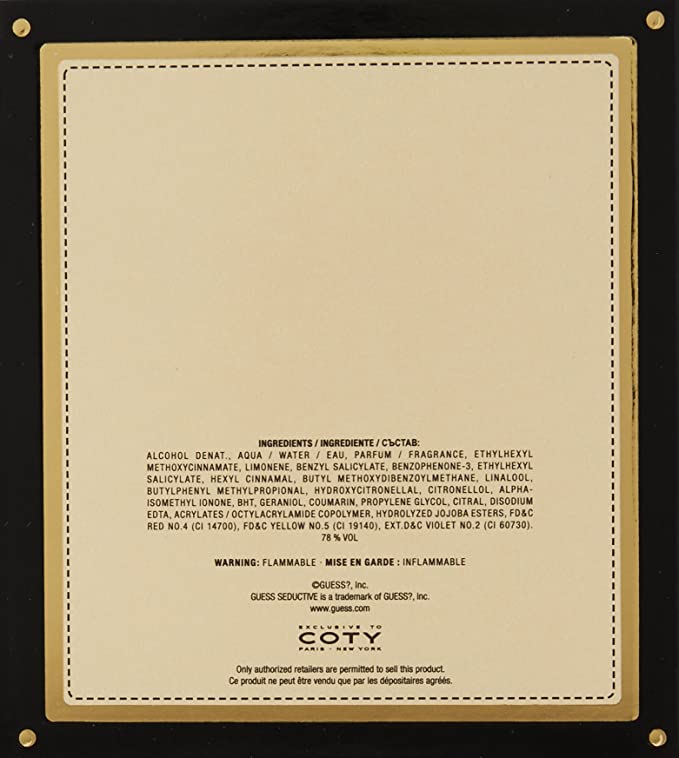 INGREDIENTS / INGREDIENTE / СЪСТАВ:
ALCOHOL DENAT., AQUA / WATER / EAU, PARFUM / FRAGRANCE, ETHYLHEXYL
METHOXYCINNAMATE, LIMONENE, BENZYL SALICYLATE, BENZOPHENONE-3, ETHYLHEXYL
SALICYLATE, HEXYL CINNAMAL, BUTYL METHOXYDIBENZOYLMETHANE, LINALOOL,
BUTYLPHENYL METHYLPROPIONAL, HYDROXYCITRONELLAL, CITRONELLOL, ALPHA-
ISOMETHYL IONONE, BHT, GERANIOL, COUMARIN, PROPYLENE GLYCOL, CITRAL, DISODIUM
EDTA, ACRYLATES / OCTYLACRYLAMIDE COPOLYMER, HYDROLYZED JOJOBA ESTERS, FD&C
RED NO.4 (CI 14700), FD&C YELLOW NO.5 (CI 19140), EXT.D&C VIOLET NO.2 (CI 60730).
78 % VOL
WARNING: FLAMMABLE · MISE EN GARDE : INFLAMMABLE
©GUESS?, Inc.
GUESS SEDUCTIVE is a trademark of GUESS?, Inc.
www.guess.com
EXCLUSIVE TO
COTY
PARIS - NEW YORK
Only authorized retailers are permitted to sell this product.
Ce produit ne peut être vendu que par les dépositaires agréés.